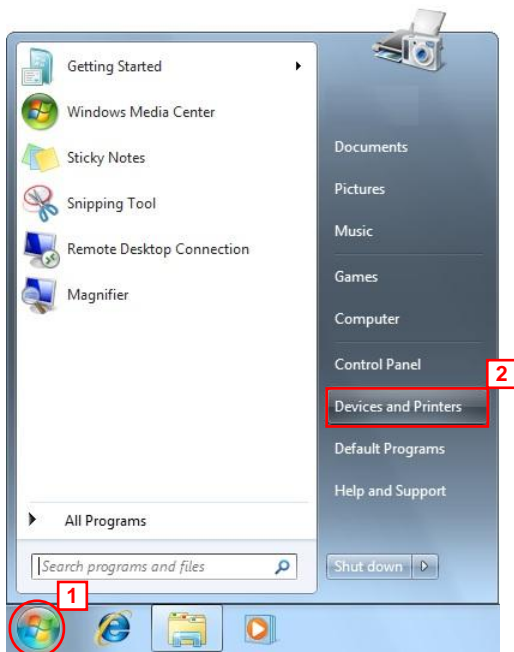 Getting Started
Windows Media Center
Sticky Notes
Snipping Tool
Remote Desktop Connection
Magnifier
All Programs
Search programs and files
Documents
Pictures
Music
Games
Computer
Control Panel
2
Devices and Printers
Default Programs
Help and Support
Shut down
1